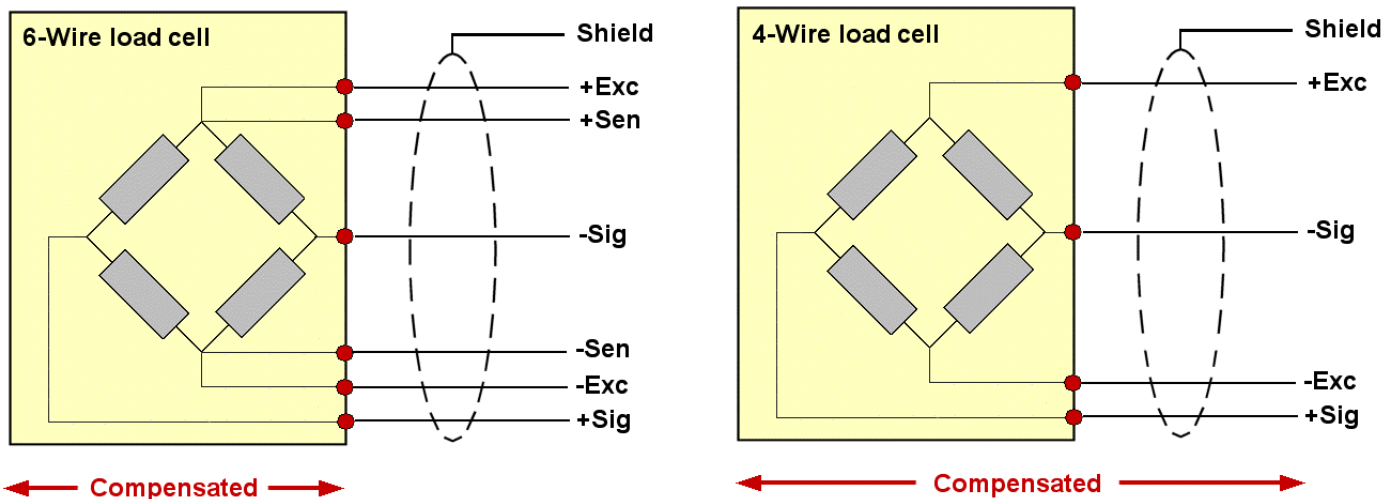 6-Wire load cell
Shield
+Exc
+Sen
-Sig
-Sen
-Exc
+Sig
Compensated
4-Wire load cell
Shield
+Exc
-Sig
-Exc
+Sig
Compensated